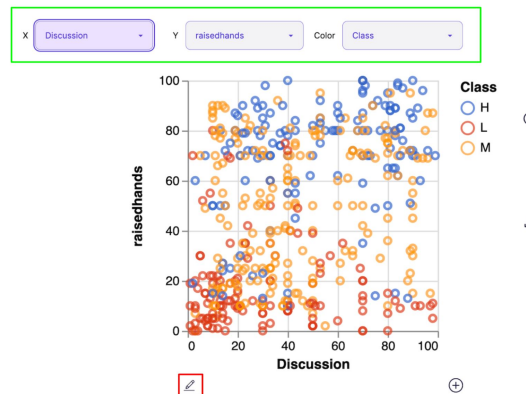 X Discussion Y raisedhands Color Class
100
80
60
40
20
0
raisedhands
0 20 40 60 80 100
Discussion
Class
H
L
M